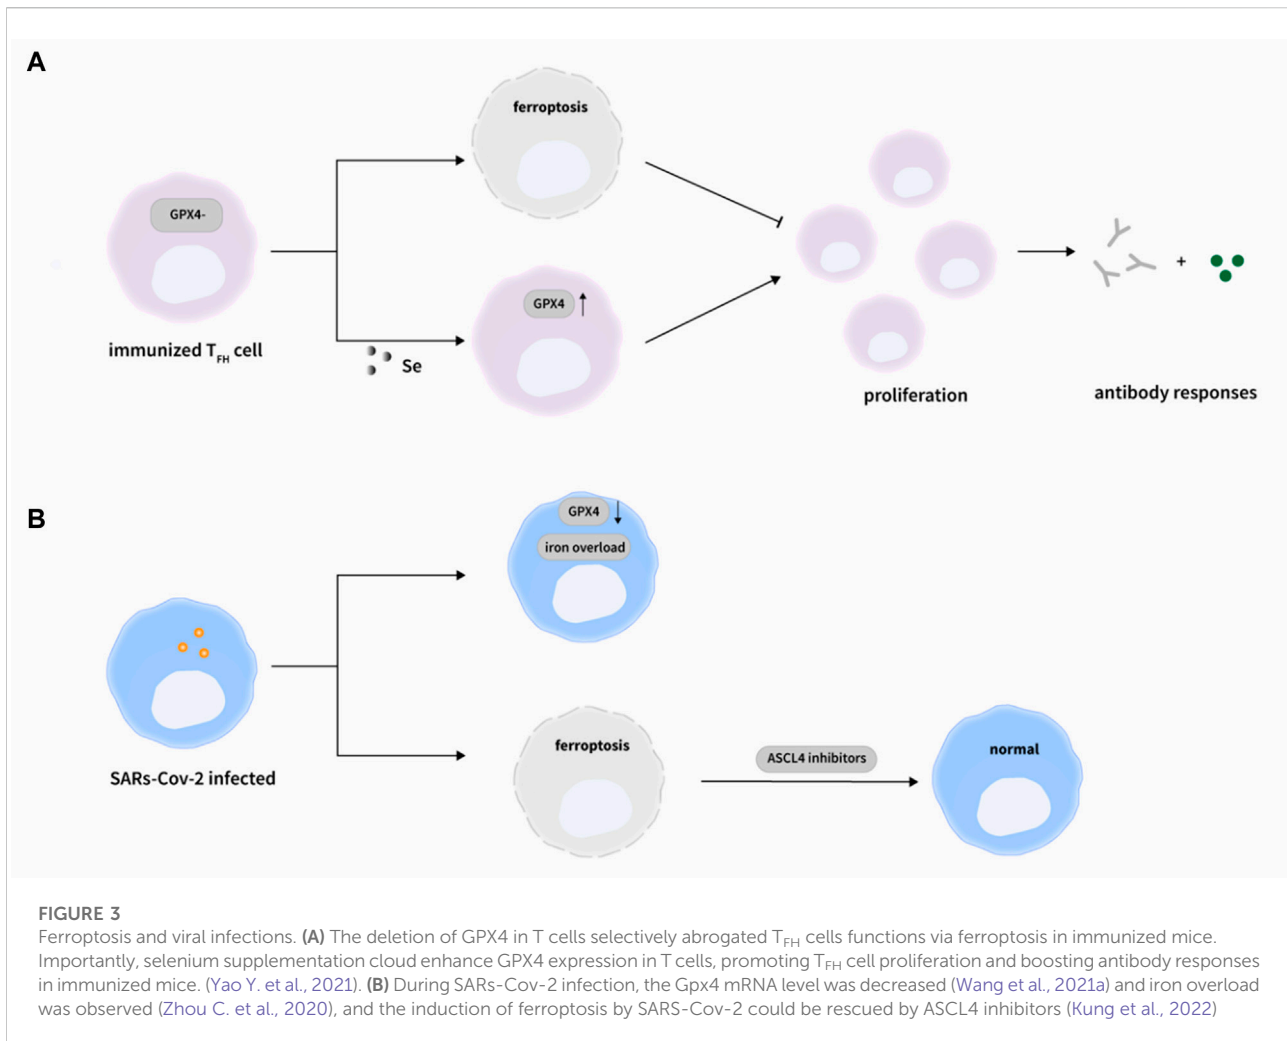 A
ferroptosis
GPX4-
immunized TFH cell
GPX4
Se
proliferation
+
antibody responses
B
GPX4
iron overload
SARs-Cov-2 infected
ferroptosis
ASCL4 inhibitors
normal
FIGURE 3
Ferroptosis and viral infections. (A) The deletion of GPX4 in T cells selectively abrogated TFH cells functions via ferroptosis in immunized mice.
Importantly, selenium supplementation cloud enhance GPX4 expression in T cells, promoting TFH cell proliferation and boosting antibody responses
in immunized mice. (Yao Y. et al., 2021). (B) During SARs-Cov-2 infection, the Gpx4 mRNA level was decreased (Wang et al., 2021a) and iron overload
was observed (Zhou C. et al., 2020), and the induction of ferroptosis by SARS-Cov-2 could be rescued by ASCL4 inhibitors (Kung et al., 2022)